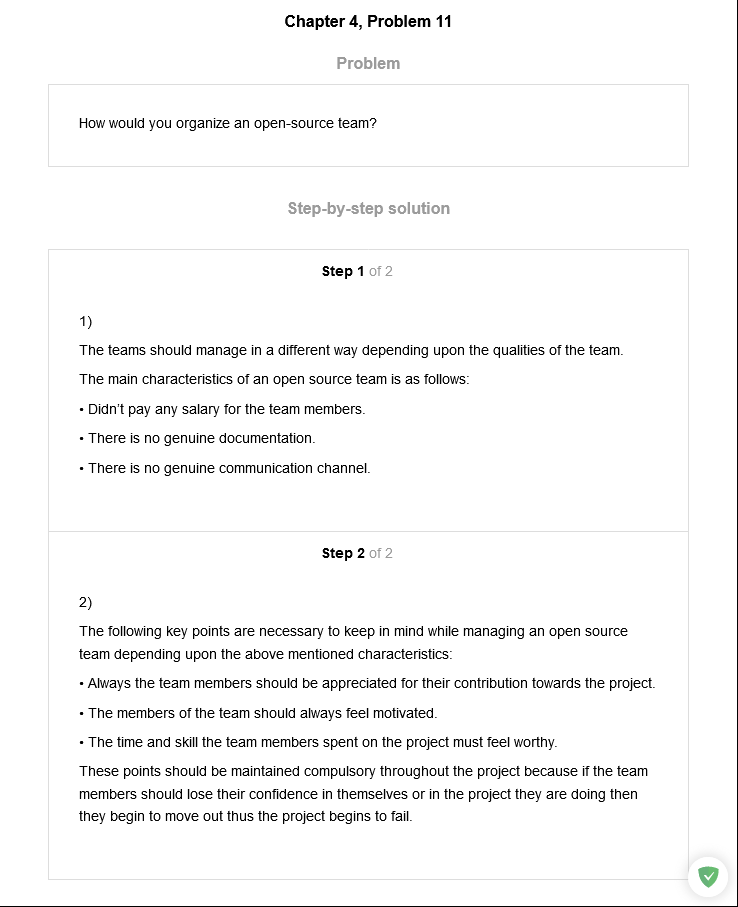 Chapter 4, Problem 11
Problem
How would you organize an open-source team?
Step-by-step solution
Step 1 of 2
1)
The teams should manage in a different way depending upon the qualities of the team.
The main characteristics of an open source team is as follows:
• Didn’t pay any salary for the team members.
• There is no genuine documentation.
• There is no genuine communication channel.
Step 2 of 2
2)
The following key points are necessary to keep in mind while managing an open source
team depending upon the above mentioned characteristics:
• Always the team members should be appreciated for their contribution towards the project.
• The members of the team should always feel motivated.
• The time and skill the team members spent on the project must feel worthy.
These points should be maintained compulsory throughout the project because if the team
members should lose their confidence in themselves or in the project they are doing then
they begin to move out thus the project begins to fail.